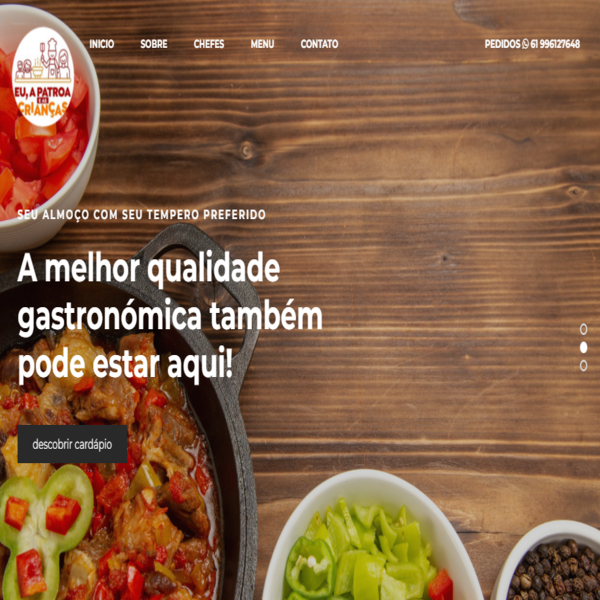 EU, A PATROA
E AS
CRIANÇAS
INICIO SOBRE CHEFES MENU CONTATO PEDIDOS 61 996127648
SEU ALMOÇO COM SEU TEMPERO PREFERIDO
A melhor qualidade
gastronómica também
pode estar aqui!
descobrir cardápio